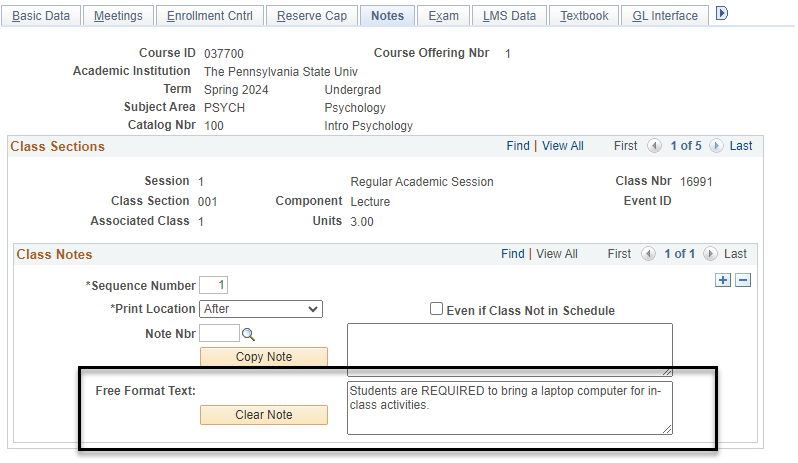 Basic Data Meetings Enrollment Cntrl Reserve Cap Notes Exam LMS Data Textbook GL Interface
Course ID 037700 Course Offering Nbr 1
Academic Institution The Pennsylvania State Univ
Term Spring 2024 Undergrad
Subject Area PSYCH Psychology
Catalog Nbr 100 Intro Psychology
Class Sections Find | View All First 1 of 5 Last
Session 1 Regular Academic Session Class Nbr 16991
Class Section 001 Component Lecture Event ID
Associated Class 1 Units 3.00
Class Notes Find | View All First 1 of 1 Last
*Sequence Number 1
*Print Location After Even if Class Not in Schedule
Note Nbr
Copy Note
Free Format Text: Students are REQUIRED to bring a laptop computer for in-
class activities.
Clear Note